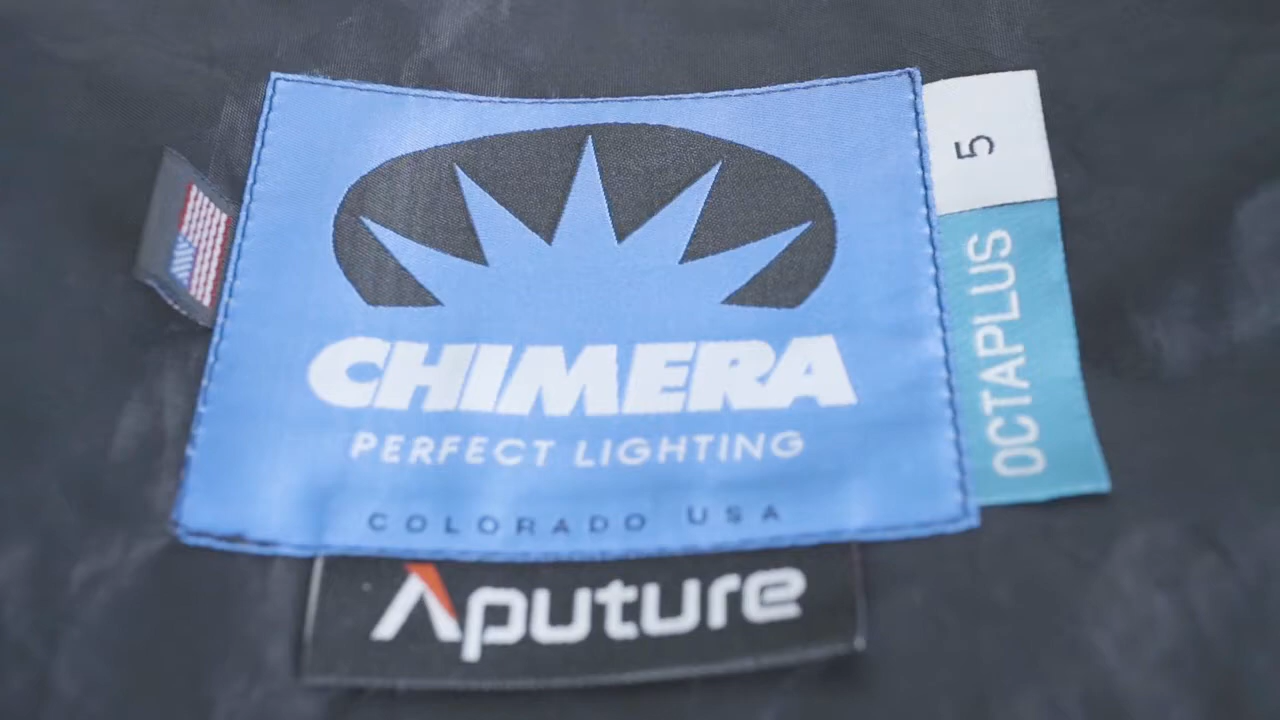 CHIMERA
PERFECT LIGHTING
COLORADO USA
Aputure
5
OCTAPLUS